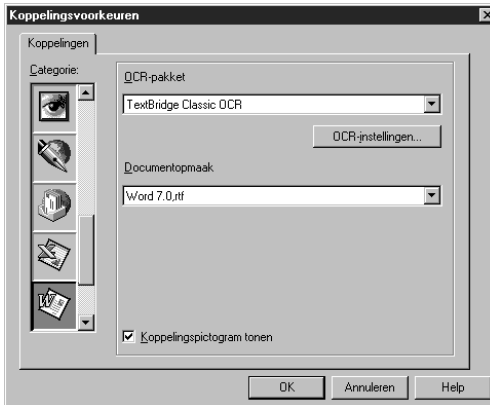 Koppelingsvoorkeuren
Koppelingen
Categorie:
OCR-pakket
TextBridge Classic OCR
OCR-instellingen...
Documentopmaak
Word 7.0,rtf
Koppelingspictogram tonen
OK Annuleren Help